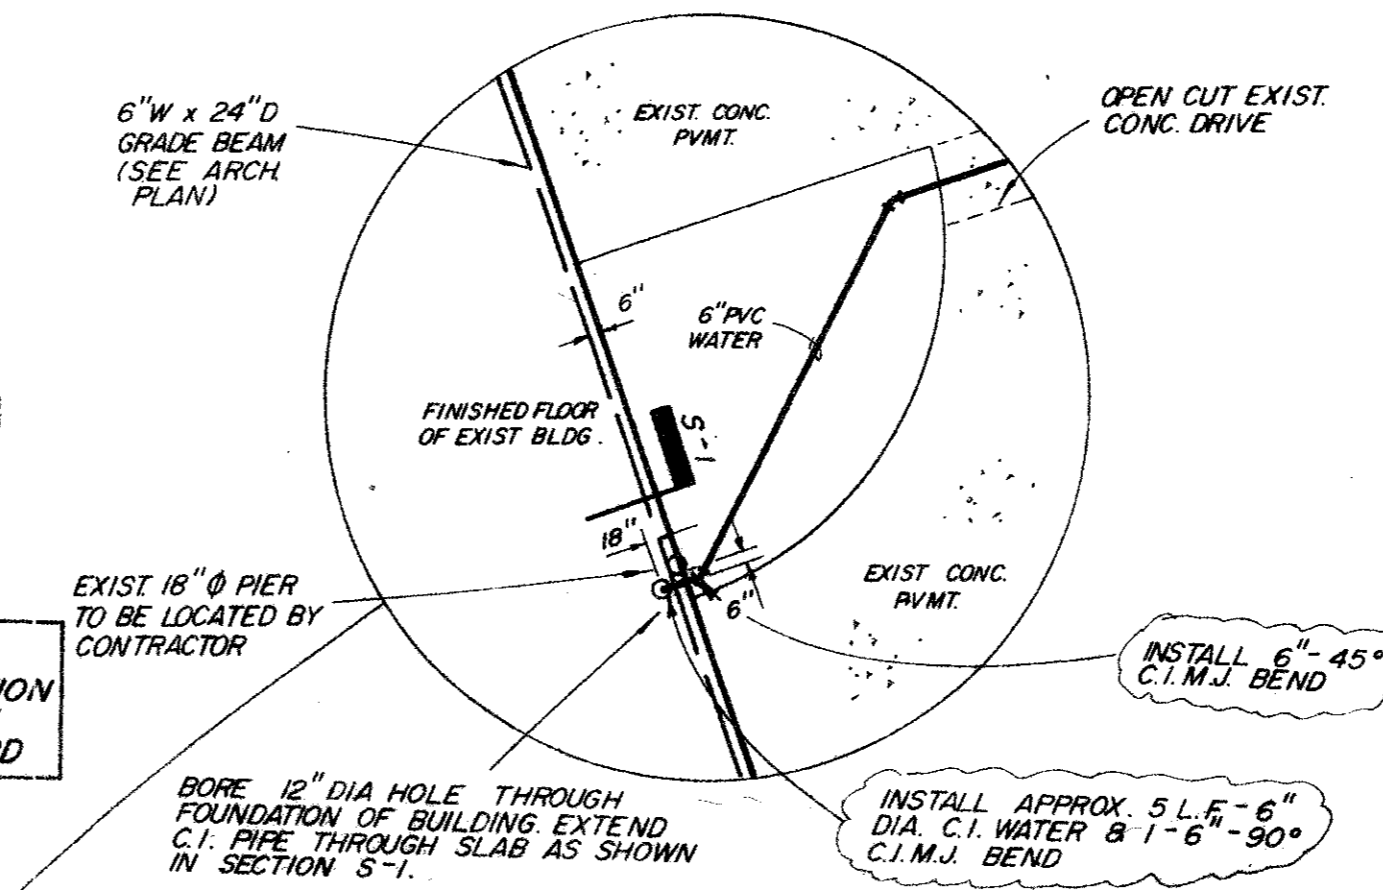 6"W x 24"D
GRADE BEAM
(SEE ARCH.
PLAN)
EXIST. CONC.
PVMT.
OPEN CUT EXIST.
CONC. DRIVE
6"
6"PVC
WATER
FINISHED FLOOR
OF EXIST BLDG.
S-1
18"
EXIST. 18"ϕ PIER
TO BE LOCATED BY
CONTRACTOR
6"
EXIST CONC.
PVMT.
INSTALL 6"-45°
C.I.M.J. BEND
BORE 12" DIA HOLE THROUGH
FOUNDATION OF BUILDING. EXTEND
C.I. PIPE THROUGH SLAB AS SHOWN
IN SECTION S-1.
INSTALL APPROX. 5 L.F.-6"
DIA. C.I. WATER & 1-6"-90°
C.I.M.J. BEND